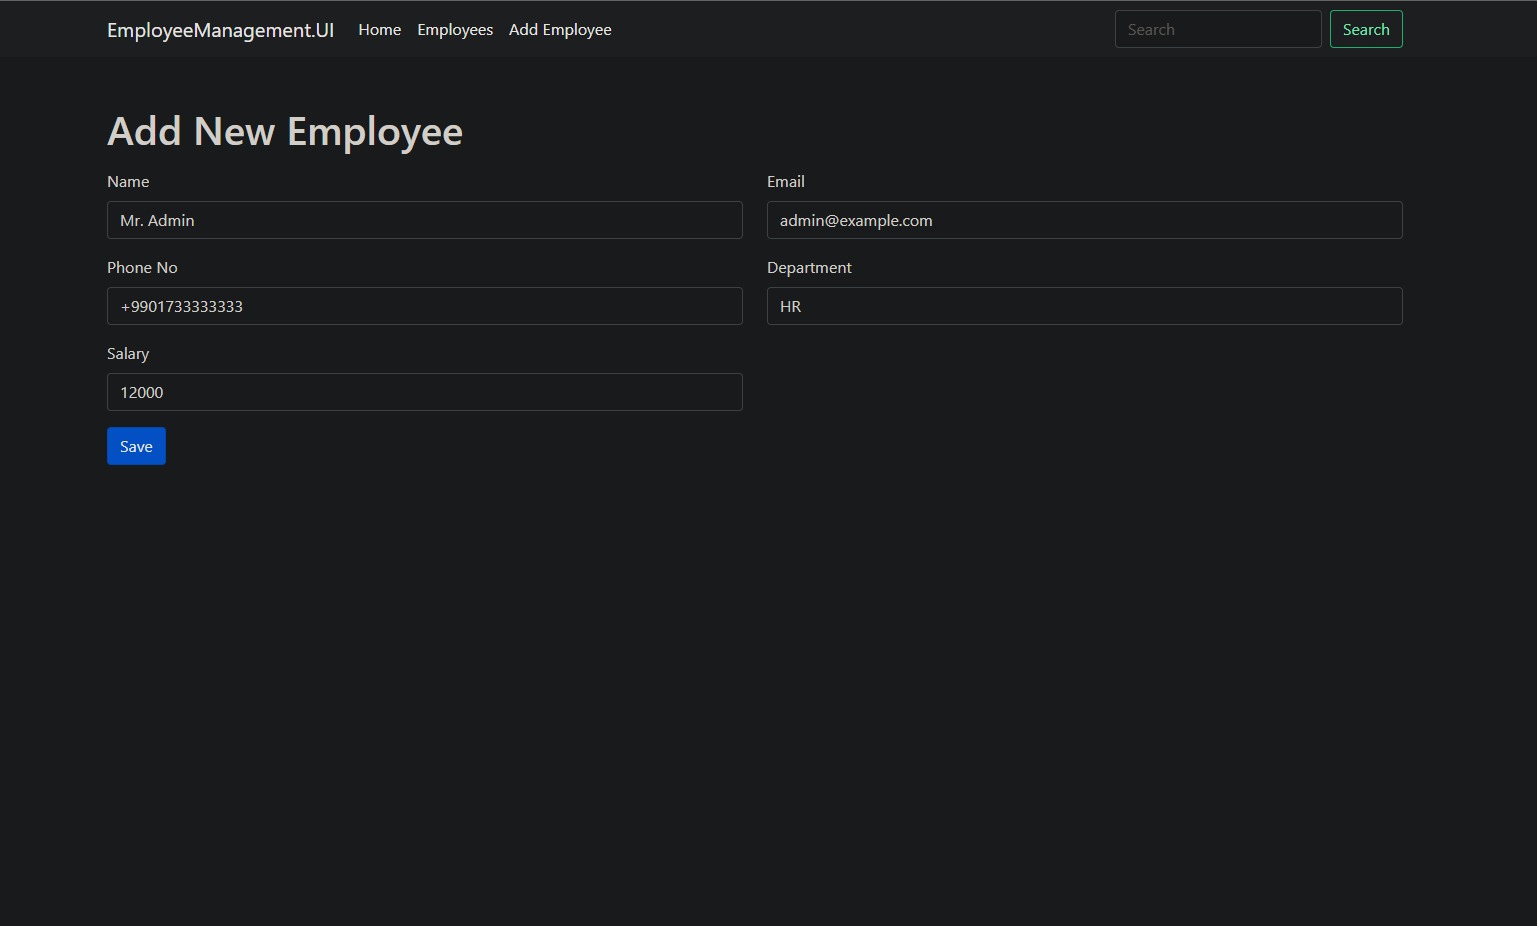 EmployeeManagement.UI Home Employees Add Employee Search Search
Add New Employee
Name Email
Mr. Admin admin@example.com
Phone No Department
+9901733333333 HR
Salary
12000
Save